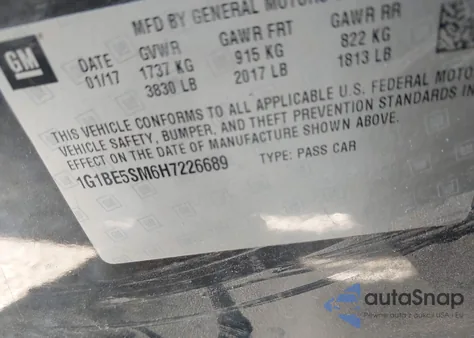 MFD BY GENERAL MOTORS
GM
DATE GVWR GAWR FRT GAWR RR
01/17 1737 KG 915 KG 822 KG
3830 LB 2017 LB 1813 LB
THIS VEHICLE CONFORMS TO ALL APPLICABLE U.S. FEDERAL MOTO
VEHICLE SAFETY, BUMPER, AND THEFT PREVENTION STANDARDS IN
EFFECT ON THE DATE OF MANUFACTURE SHOWN ABOVE.
1G1BE5SM6H7226689 TYPE: PASS CAR
autaSnap